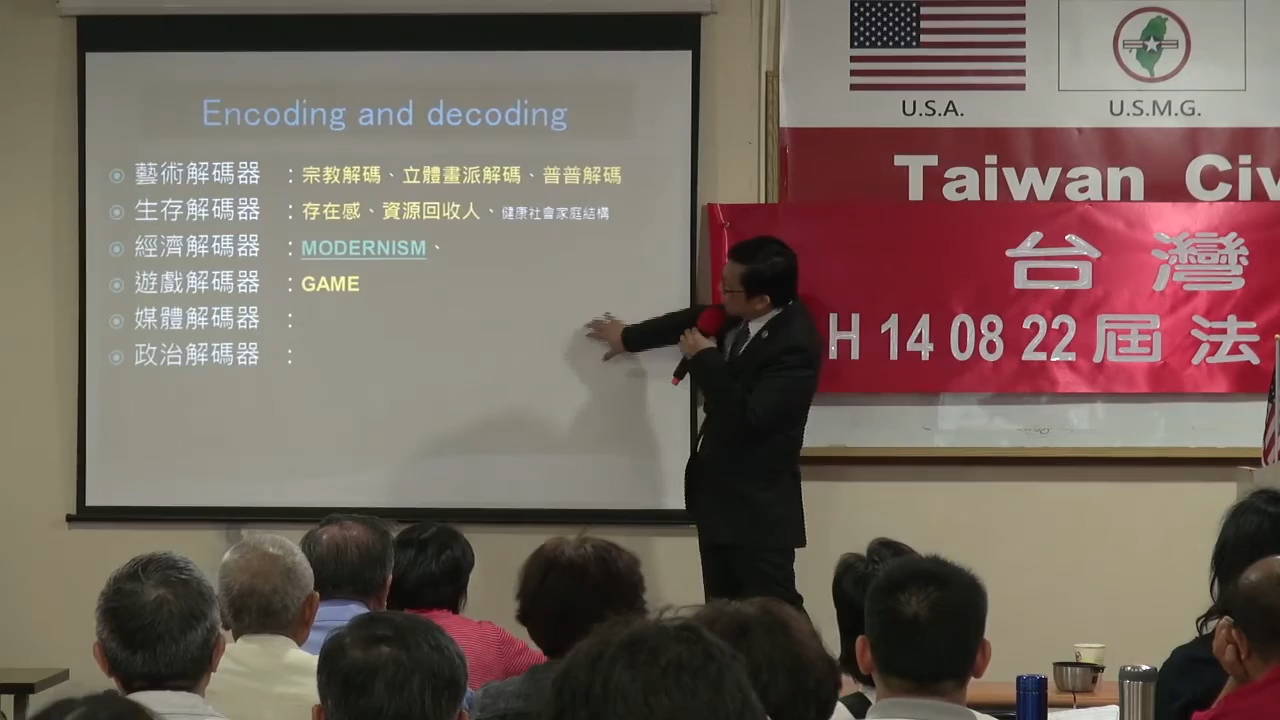 Encoding and decoding
藝術解碼器 : 宗教解碼、立體畫派解碼、普普解碼
生存解碼器 : 存在感、資源回收人、健康社會家庭結構
經濟解碼器 : MODERNISM、
遊戲解碼器 : GAME
媒體解碼器 :
政治解碼器 :
U.S.A.
U.S.M.G.
Taiwan Civ
台灣
H 14 08 22 屆 法